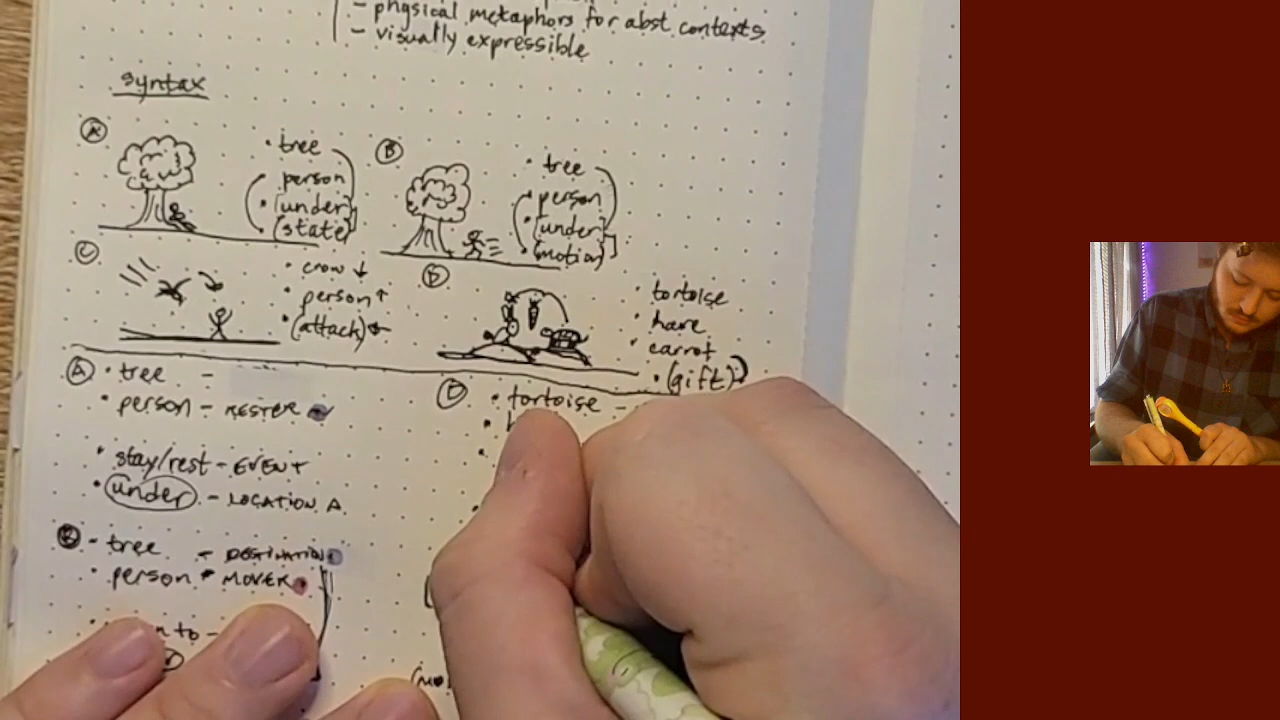 - physical metaphors for abst contexts
- visually expressible
syntax
A
• tree
person
• (under)
(state)
B
• tree
• person
• (under)
(motion)
C
• crow ↓
• person ↑
• (attack) ←
D
• tortoise
• hare
• carrot
• (gift)
A • tree -
• person - RESTER
• stay/rest - EVENT
• under - LOCATION A
B - tree - DESTINATION
• person - MOVER
D • tortoise -